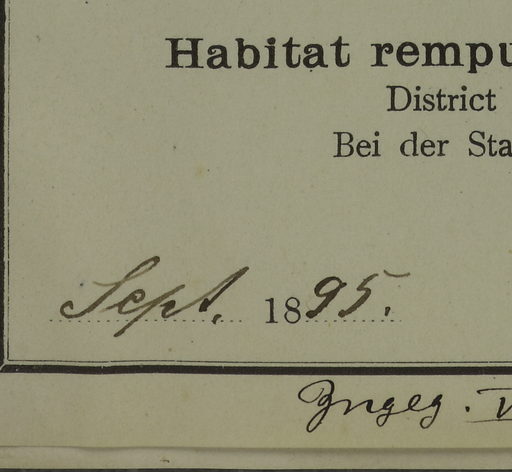 Habitat rempu
District
Bei der Sta
Sept. 1895.